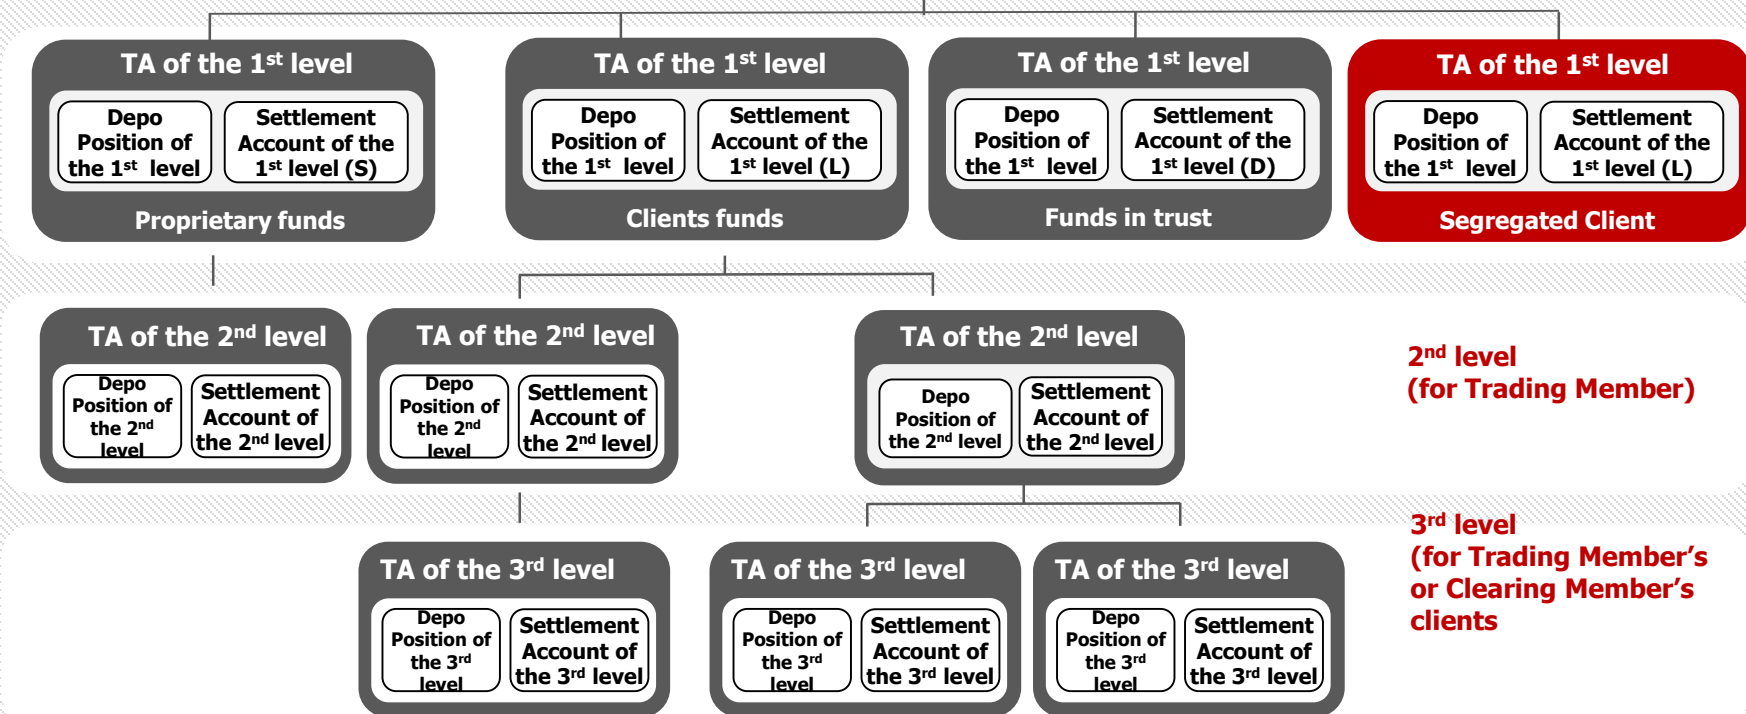 TA of the 1st level
Depo
Position of
the 1st level
Settlement
Account of the
1st level (S)
Proprietary funds
TA of the 1st level
Depo
Position of
the 1st level
Settlement
Account of the
1st level (L)
Clients funds
TA of the 1st level
Depo
Position of
the 1st level
Settlement
Account of the
1st level (D)
Funds in trust
TA of the 1st level
Depo
Position of
the 1st level
Settlement
Account of the
1st level (L)
Segregated Client
TA of the 2nd level
Depo
Position of
the 2nd
level
Settlement
Account of
the 2nd level
TA of the 2nd level
Depo
Position of
the 2nd
level
Settlement
Account of
the 2nd level
TA of the 2nd level
Depo
Position of
the 2nd level
Settlement
Account of
the 2nd level
2nd level
(for Trading Member)
TA of the 3rd level
Depo
Position of
the 3rd
level
Settlement
Account of
the 3rd level
TA of the 3rd level
Depo
Position of
the 3rd
level
Settlement
Account of
the 3rd level
TA of the 3rd level
Depo
Position of
the 3rd
level
Settlement
Account of
the 3rd level
3rd level
(for Trading Member’s
or Clearing Member’s
clients